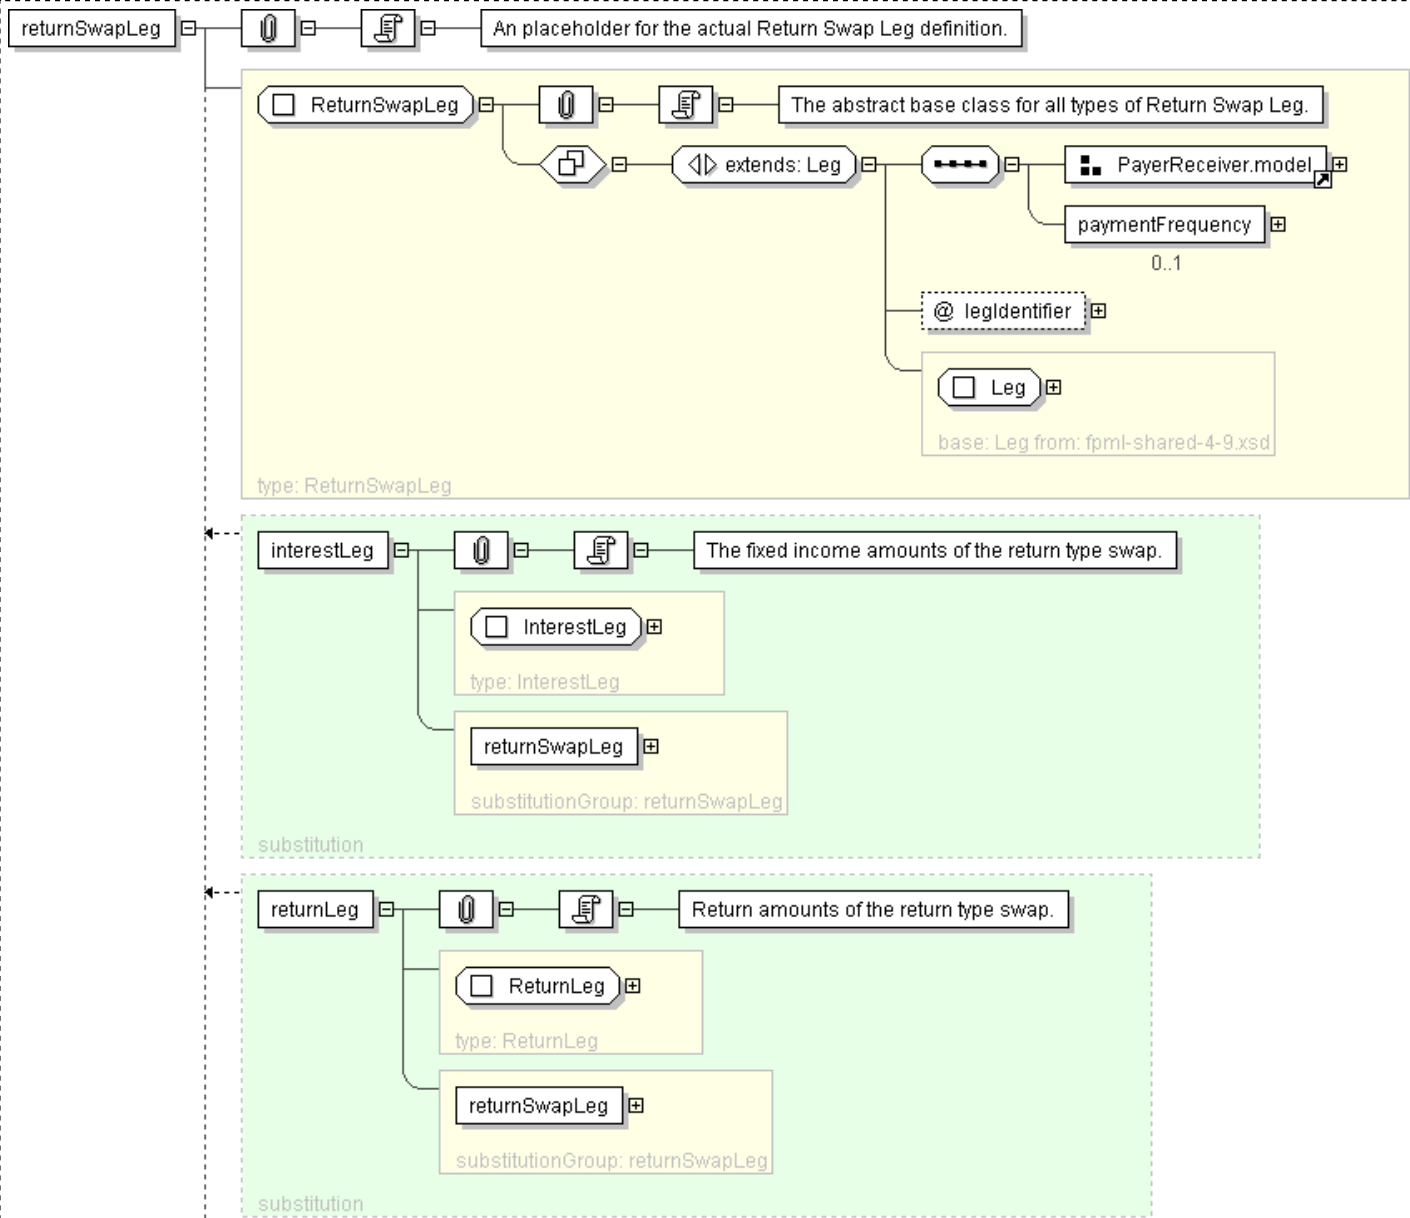 returnSwapLeg
An placeholder for the actual Return Swap Leg definition.
ReturnSwapLeg
The abstract base class for all types of Return Swap Leg.
extends: Leg
PayerReceiver.model
paymentFrequency
0..1
@ legIdentifier
Leg
base: Leg from: fpml-shared-4-9.xsd
type: ReturnSwapLeg
interestLeg
The fixed income amounts of the return type swap.
InterestLeg
type: InterestLeg
returnSwapLeg
substitutionGroup: returnSwapLeg
substitution
returnLeg
Return amounts of the return type swap.
ReturnLeg
type: ReturnLeg
returnSwapLeg
substitutionGroup: returnSwapLeg
substitution